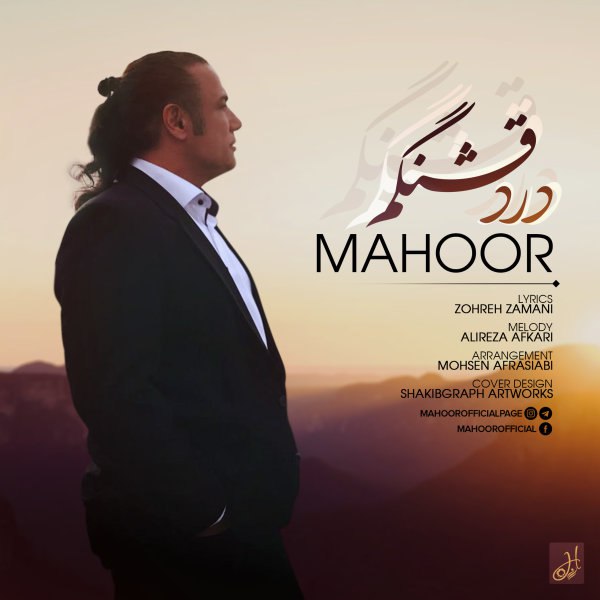 درد قشنگم
MAHOOR
LYRICS
ZOHREH ZAMANI
MELODY
ALIREZA AFKARI
ARRANGEMENT
MOHSEN AFRASIABI
COVER DESIGN
SHAKIBGRAPH ARTWORKS
MAHOOROFFICIALPAGE
MAHOOROFFICIAL